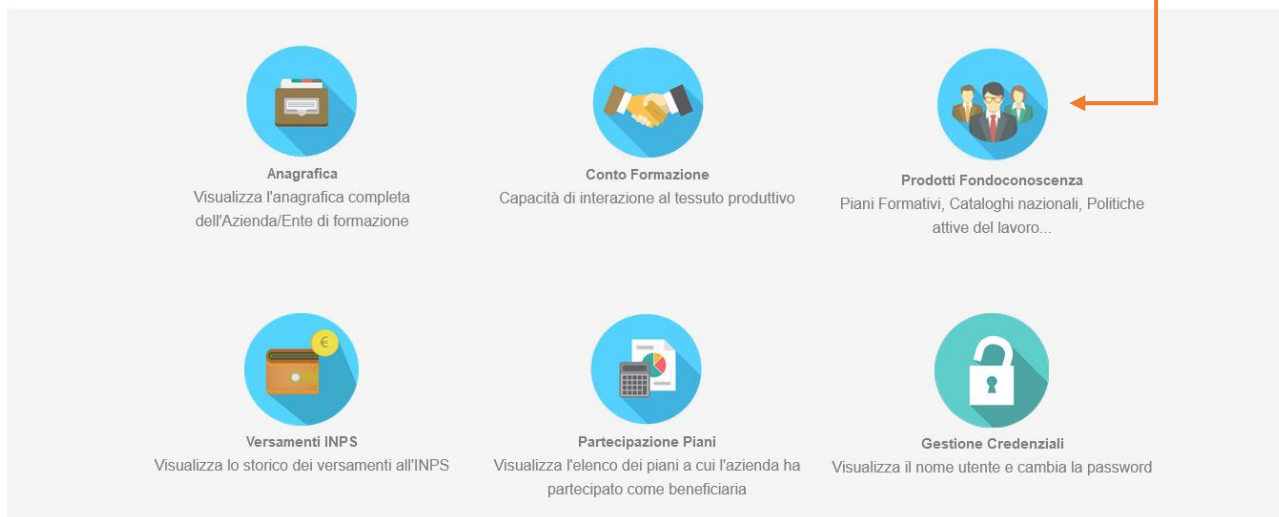 Anagrafica
Visualizza l'anagrafica completa
dell'Azienda/Ente di formazione
Conto Formazione
Capacità di interazione al tessuto produttivo
Prodotti Fondoconoscenza
Piani Formativi, Cataloghi nazionali, Politiche
attive del lavoro...
€
Versamenti INPS
Visualizza lo storico dei versamenti all'INPS
Partecipazione Piani
Visualizza l'elenco dei piani a cui l'azienda ha
partecipato come beneficiaria
Gestione Credenziali
Visualizza il nome utente e cambia la password